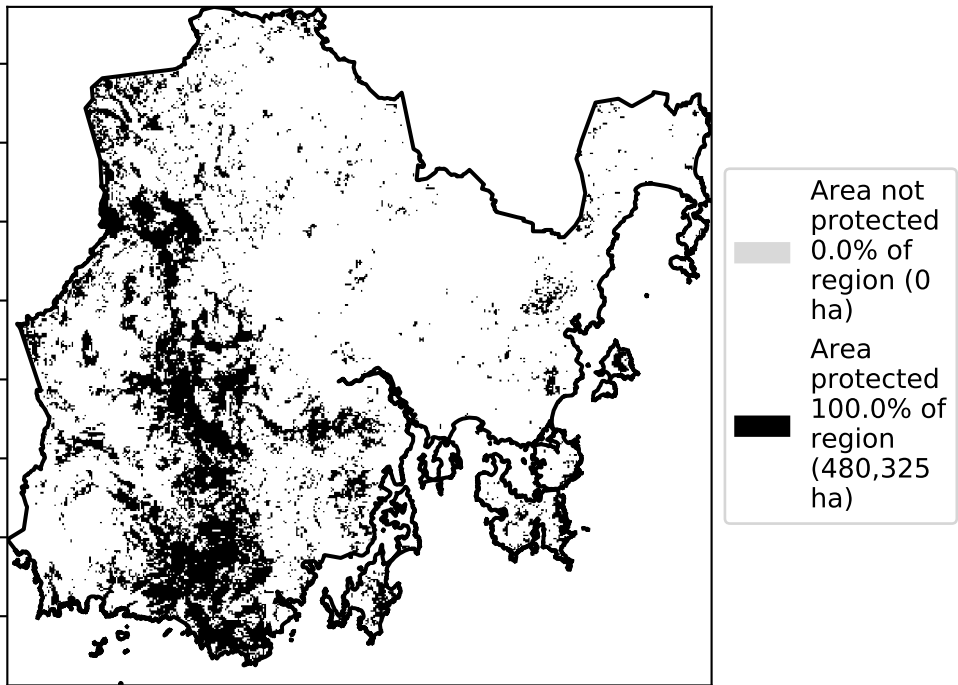 Area not
protected
0.0% of
region (0
ha)
Area
protected
100.0% of
region
(480,325
ha)